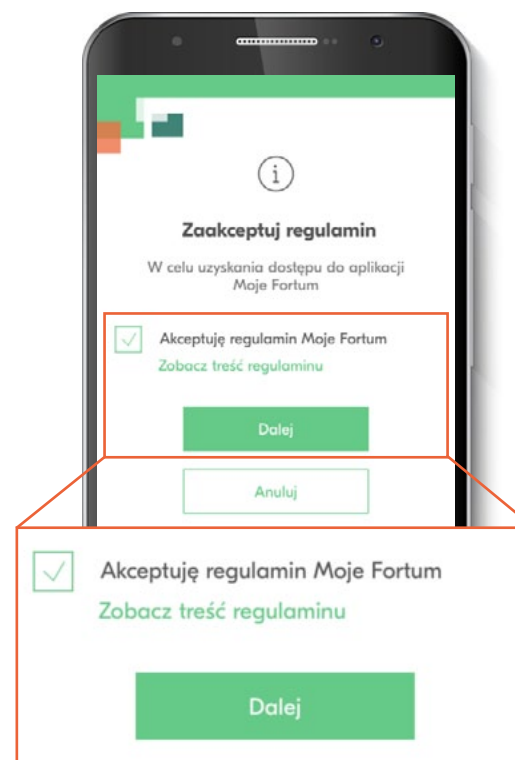 Zaakceptuj regulamin
W celu uzyskania dostępu do aplikacji
Moje Fortum
Akceptuję regulamin Moje Fortum
Zobacz treść regulaminu
Dalej
Anuluj
Akceptuję regulamin Moje Fortum
Zobacz treść regulaminu
Dalej